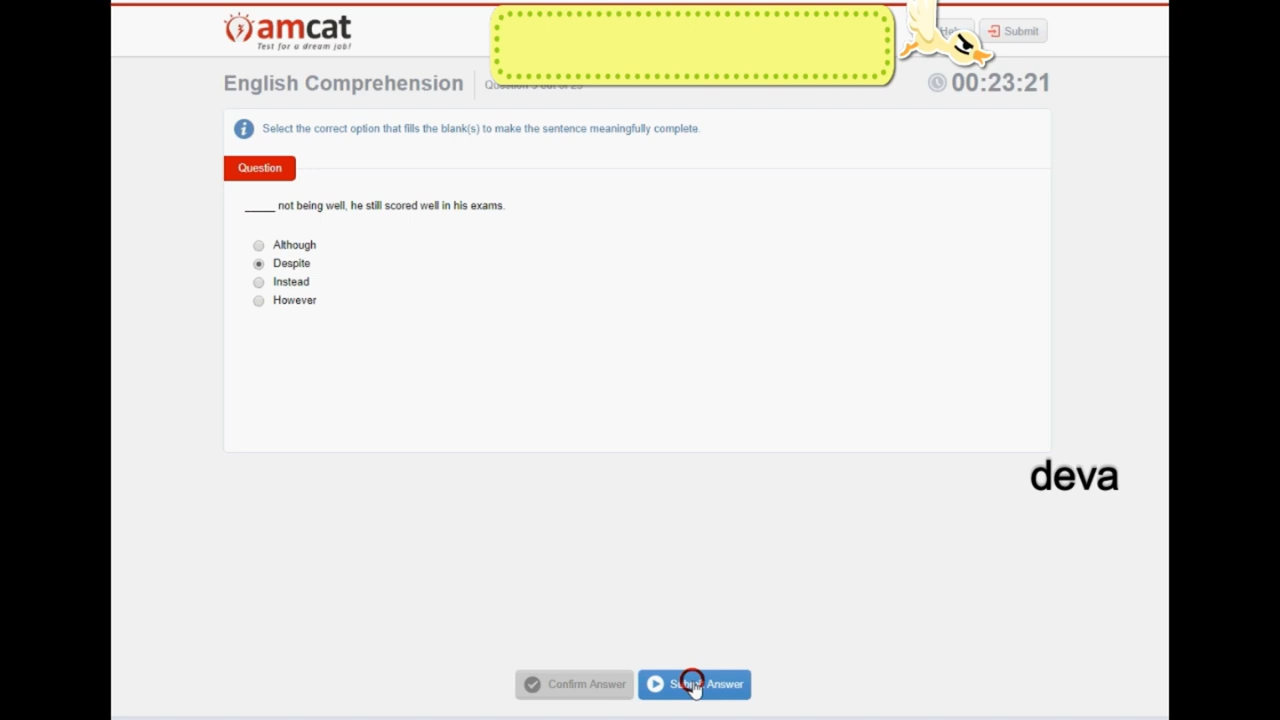 amcat
Test for a dream job!
Help
Submit
English Comprehension
00:23:21
Select the correct option that fills the blank(s) to make the sentence meaningfully complete.
Question
_____ not being well, he still scored well in his exams.
Although
Despite
Instead
However
deva
Confirm Answer
Submit Answer